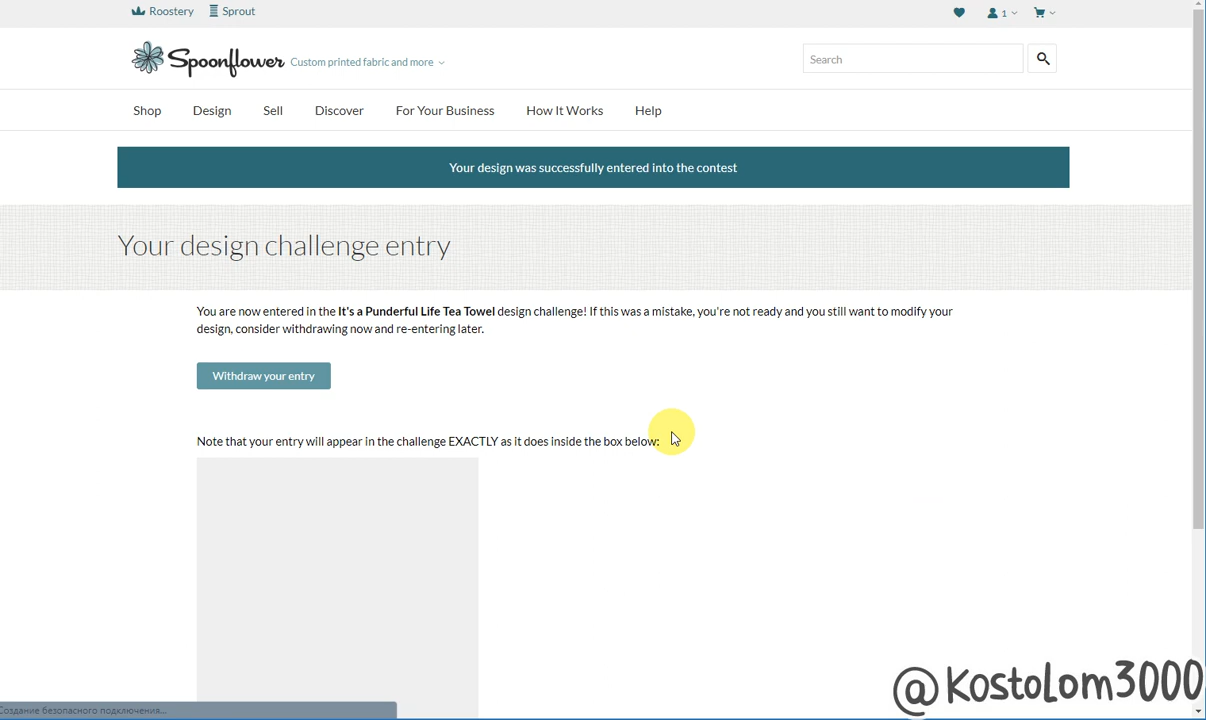 Roostery Sprout
1
Spoonflower Custom printed fabric and more
Search
Shop Design Sell Discover For Your Business How It Works Help
Your design was successfully entered into the contest
Your design challenge entry
You are now entered in the It's a Punderful Life Tea Towel design challenge! If this was a mistake, you're not ready and you still want to modify your
design, consider withdrawing now and re-entering later.
Withdraw your entry
Note that your entry will appear in the challenge EXACTLY as it does inside the box below:
@Kostolom3000
Создание безопасного подключения...